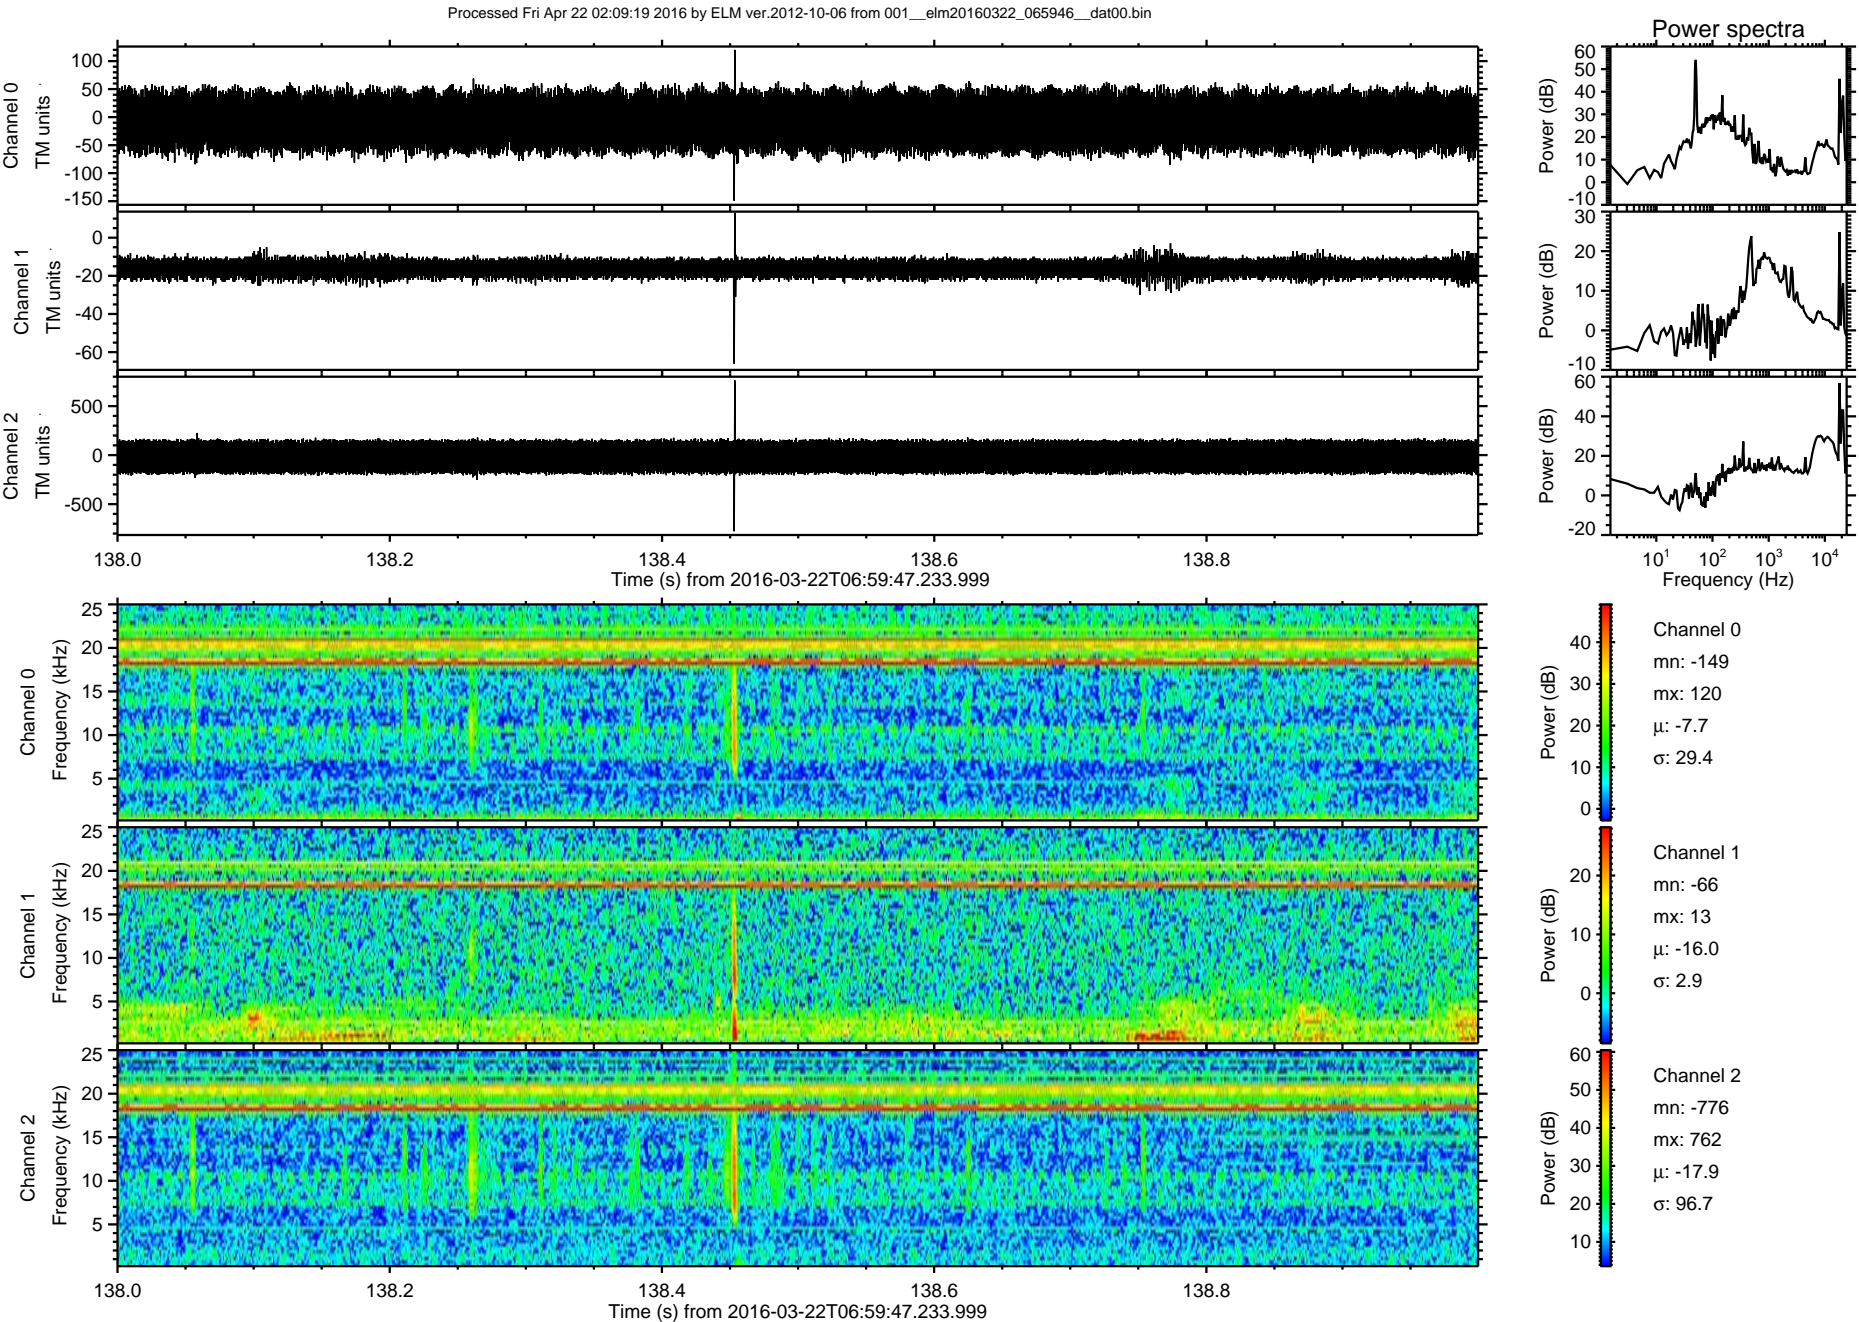 Processed Fri Apr 22 02:09:19 2016 by ELM ver.2012-10-06 from 001__elm20160322_065946__dat00.bin
Power spectra
Channel 0
TM units
100
50
0
-50
-100
-150
Power (dB)
60
50
40
30
20
10
0
-10
Channel 1
TM units
0
-20
-40
-60
Power (dB)
30
20
10
0
-10
Channel 2
TM units
500
0
-500
Power (dB)
60
40
20
0
-20
138.0 138.2 138.4 138.6 138.8
Time (s) from 2016-03-22T06:59:47.233.999
10¹ 10² 10³ 10⁴
Frequency (Hz)
Channel 0
Frequency (kHz)
25
20
15
10
5
Power (dB)
40
30
20
10
0
Channel 0
mn: -149
mx: 120
μ: -7.7
σ: 29.4
Channel 1
Frequency (kHz)
25
20
15
10
5
Power (dB)
20
10
0
Channel 1
mn: -66
mx: 13
μ: -16.0
σ: 2.9
Channel 2
Frequency (kHz)
25
20
15
10
5
Power (dB)
60
50
40
30
20
10
Channel 2
mn: -776
mx: 762
μ: -17.9
σ: 96.7
138.0 138.2 138.4 138.6 138.8
Time (s) from 2016-03-22T06:59:47.233.999